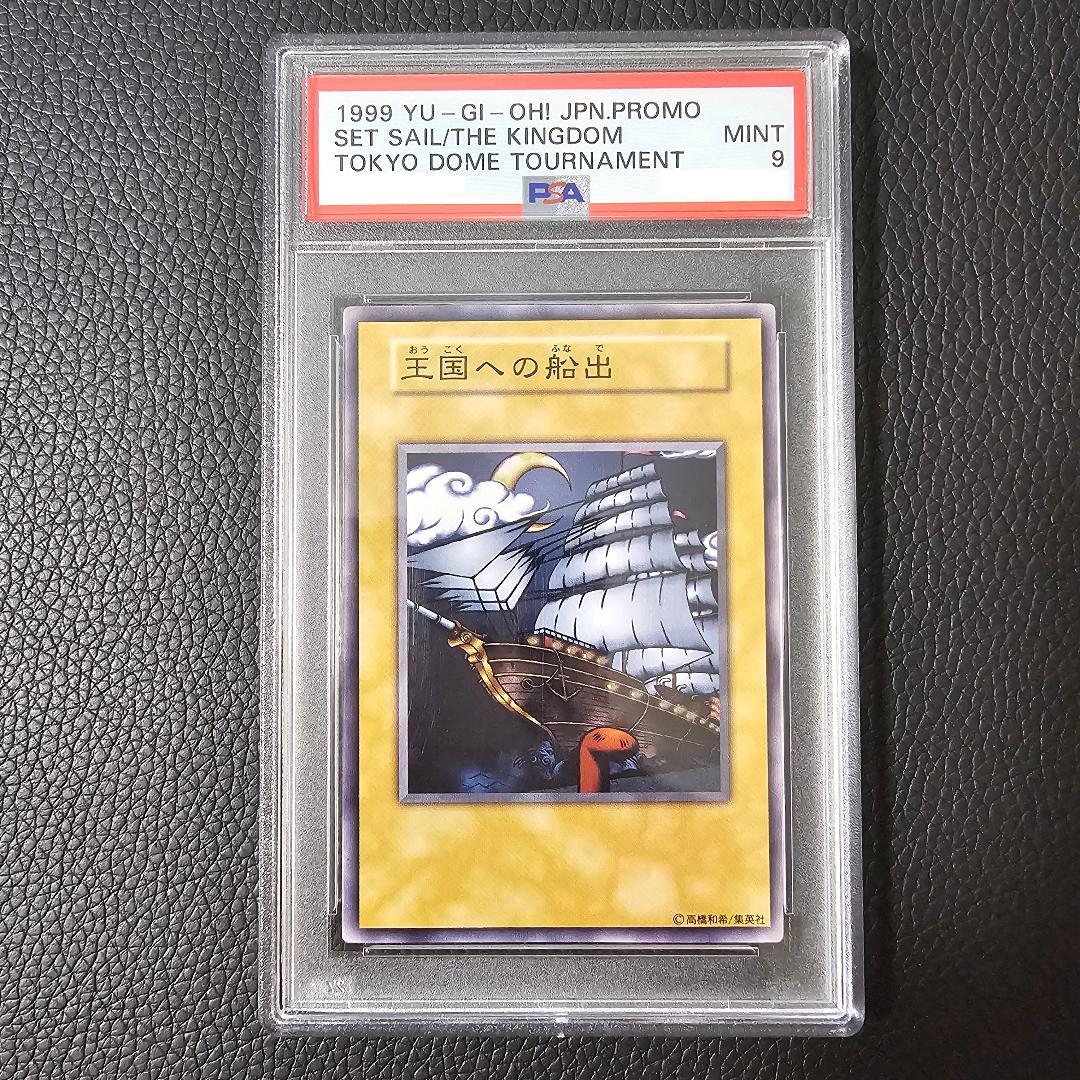 1999 YU-GI-OH! JPN.PROMO
SET SAIL/THE KINGDOM MINT
TOKYO DOME TOURNAMENT 9
PSA
おう こく ふな で
王国への船出
©高橋和希/集英社